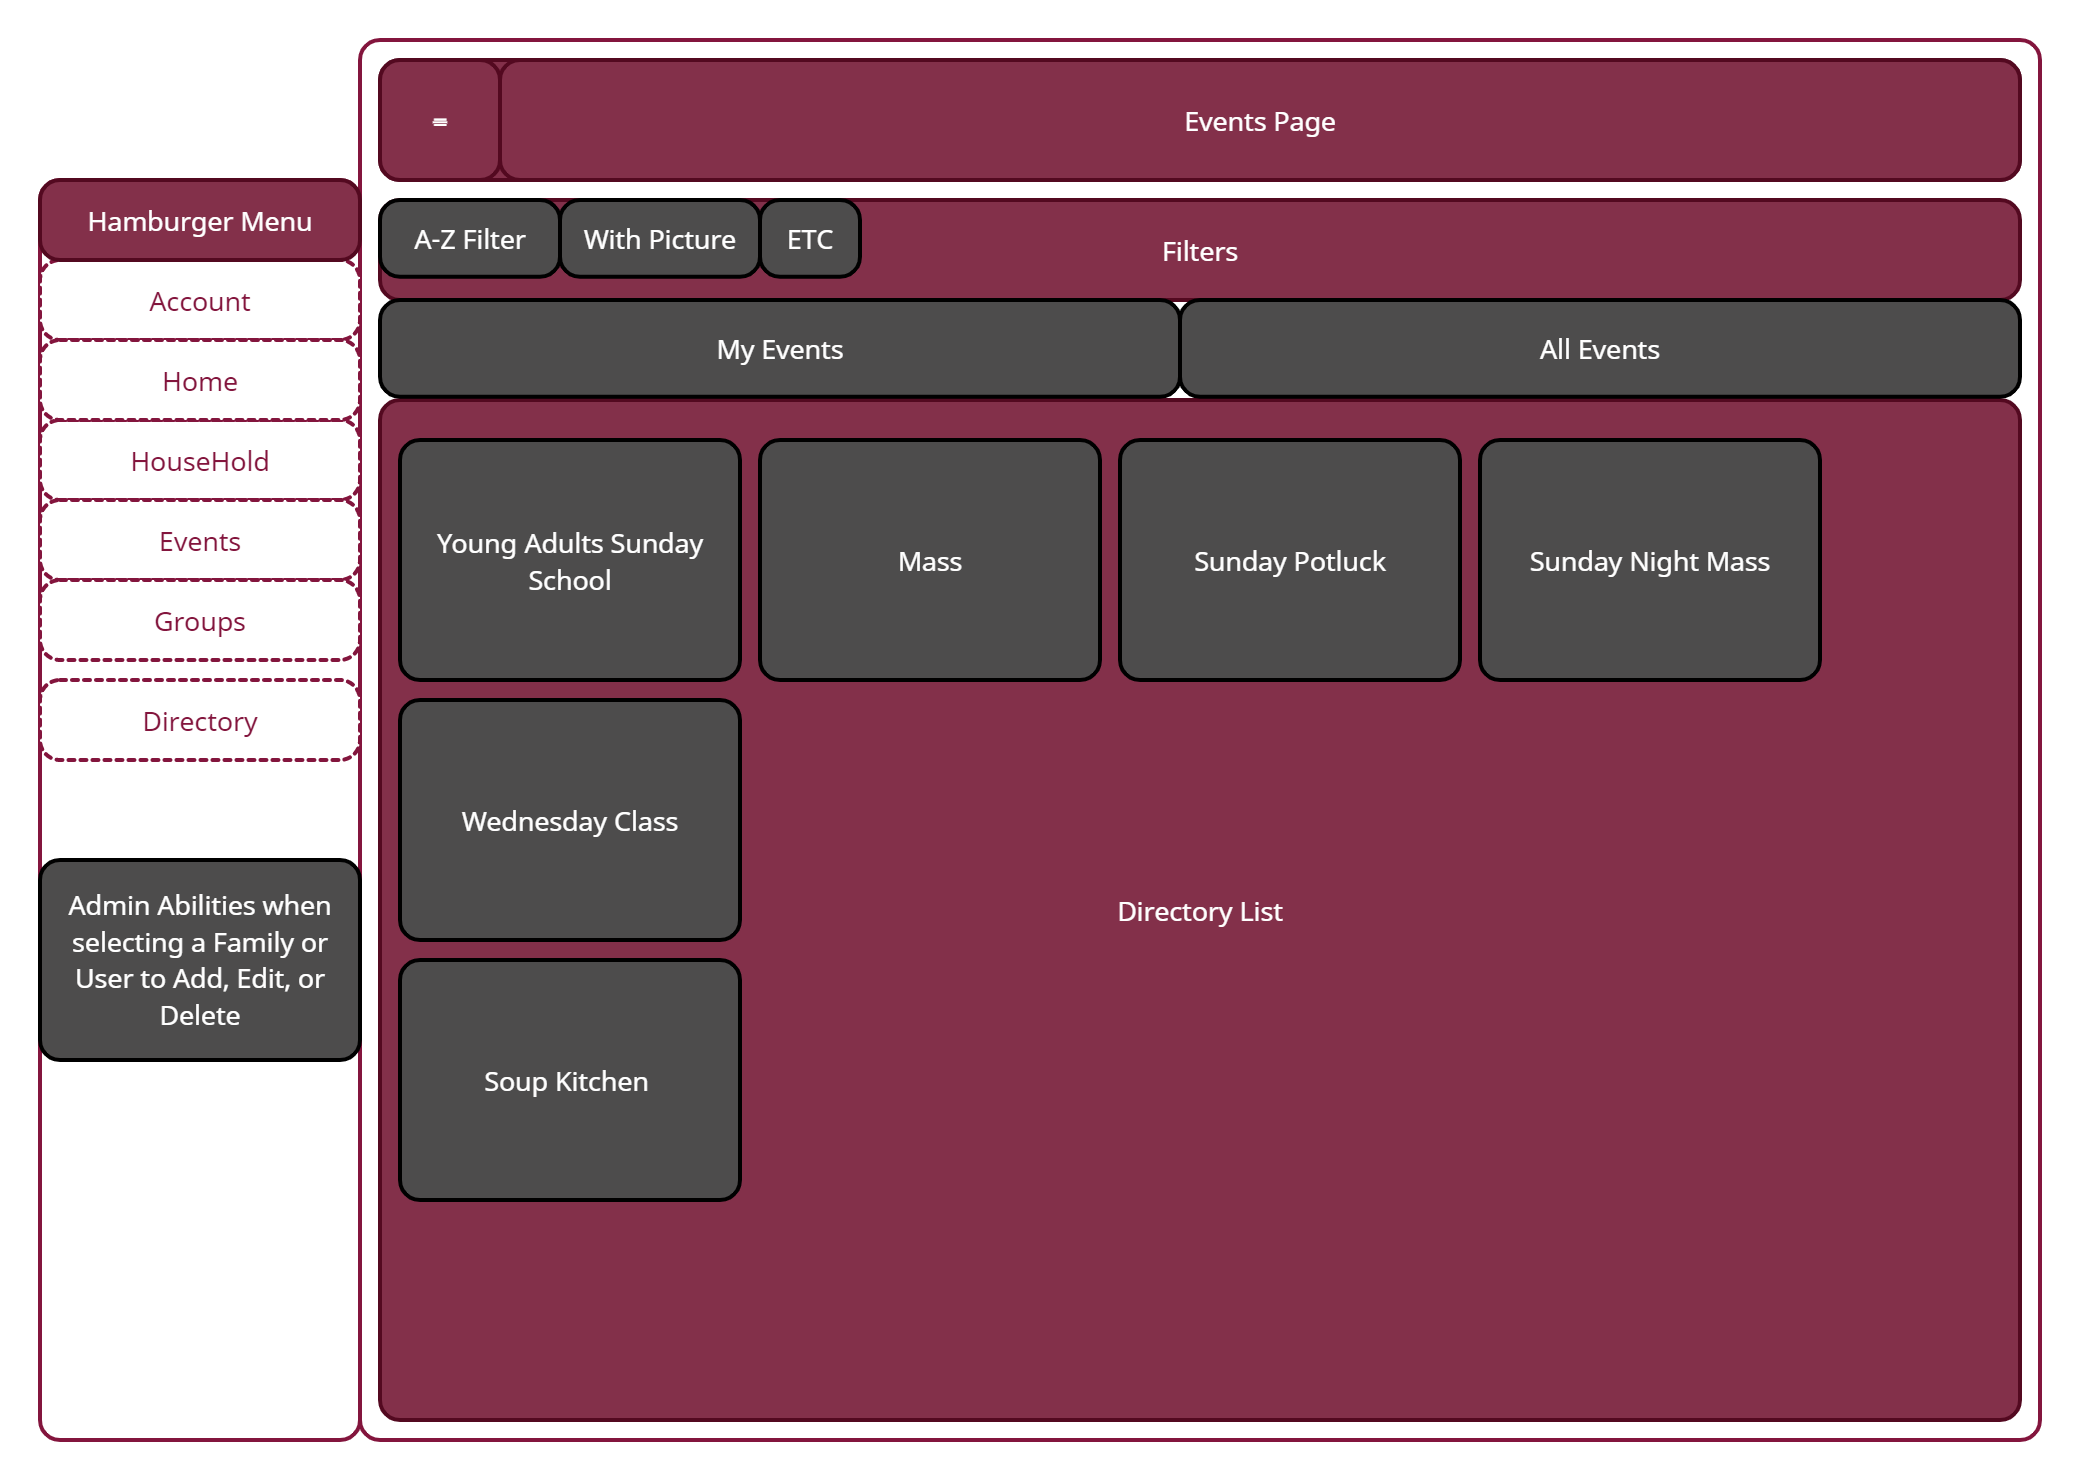 Events Page
Hamburger Menu
Account
Home
HouseHold
Events
Groups
Directory
Admin Abilities when
selecting a Family or
User to Add, Edit, or
Delete
A-Z Filter
With Picture
ETC
Filters
My Events
All Events
Young Adults Sunday
School
Mass
Sunday Potluck
Sunday Night Mass
Wednesday Class
Directory List
Soup Kitchen